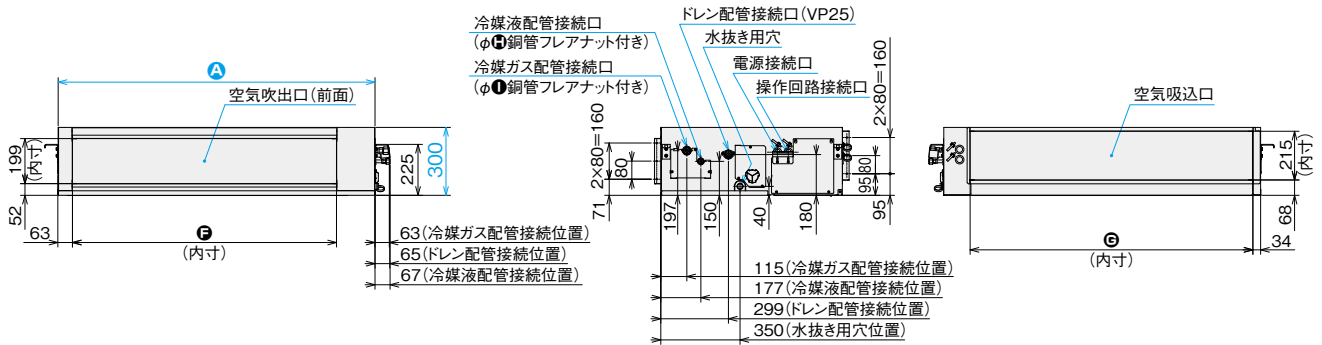 A
空気吹出口(前面)
199
(内寸)
52
63
F
(内寸)
225
300
63(冷媒ガス配管接続位置)
65(ドレン配管接続位置)
67(冷媒液配管接続位置)
冷媒液配管接続口
(φH銅管フレアナット付き)
冷媒ガス配管接続口
(φI銅管フレアナット付き)
ドレン配管接続口(VP25)
水抜き用穴
電源接続口
操作回路接続口
2×80=160
80
71
197
150
40
180
2×80=160
80
95
95
115(冷媒ガス配管接続位置)
177(冷媒液配管接続位置)
299(ドレン配管接続位置)
350(水抜き用穴位置)
空気吸込口
215
(内寸)
68
G
(内寸)
34